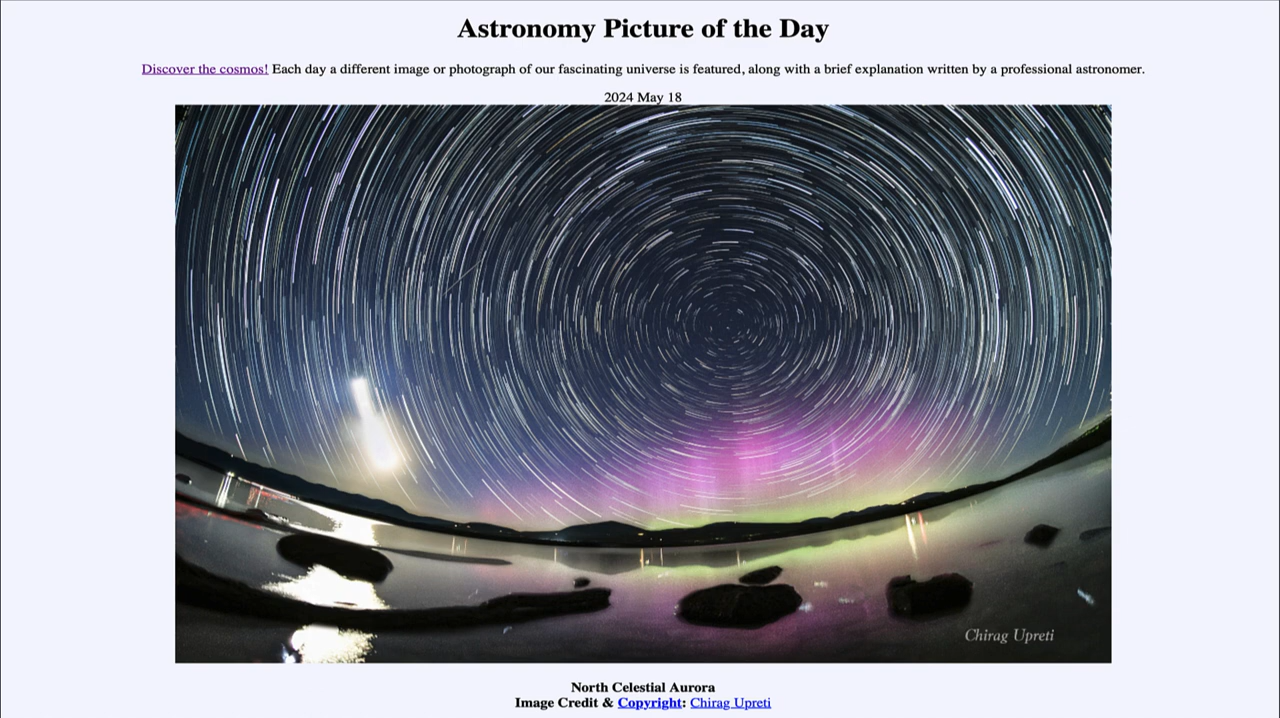 Astronomy Picture of the Day
Discover the cosmos! Each day a different image or photograph of our fascinating universe is featured, along with a brief explanation written by a professional astronomer.
2024 May 18
Chirag Upreti
North Celestial Aurora
Image Credit & Copyright: Chirag Upreti